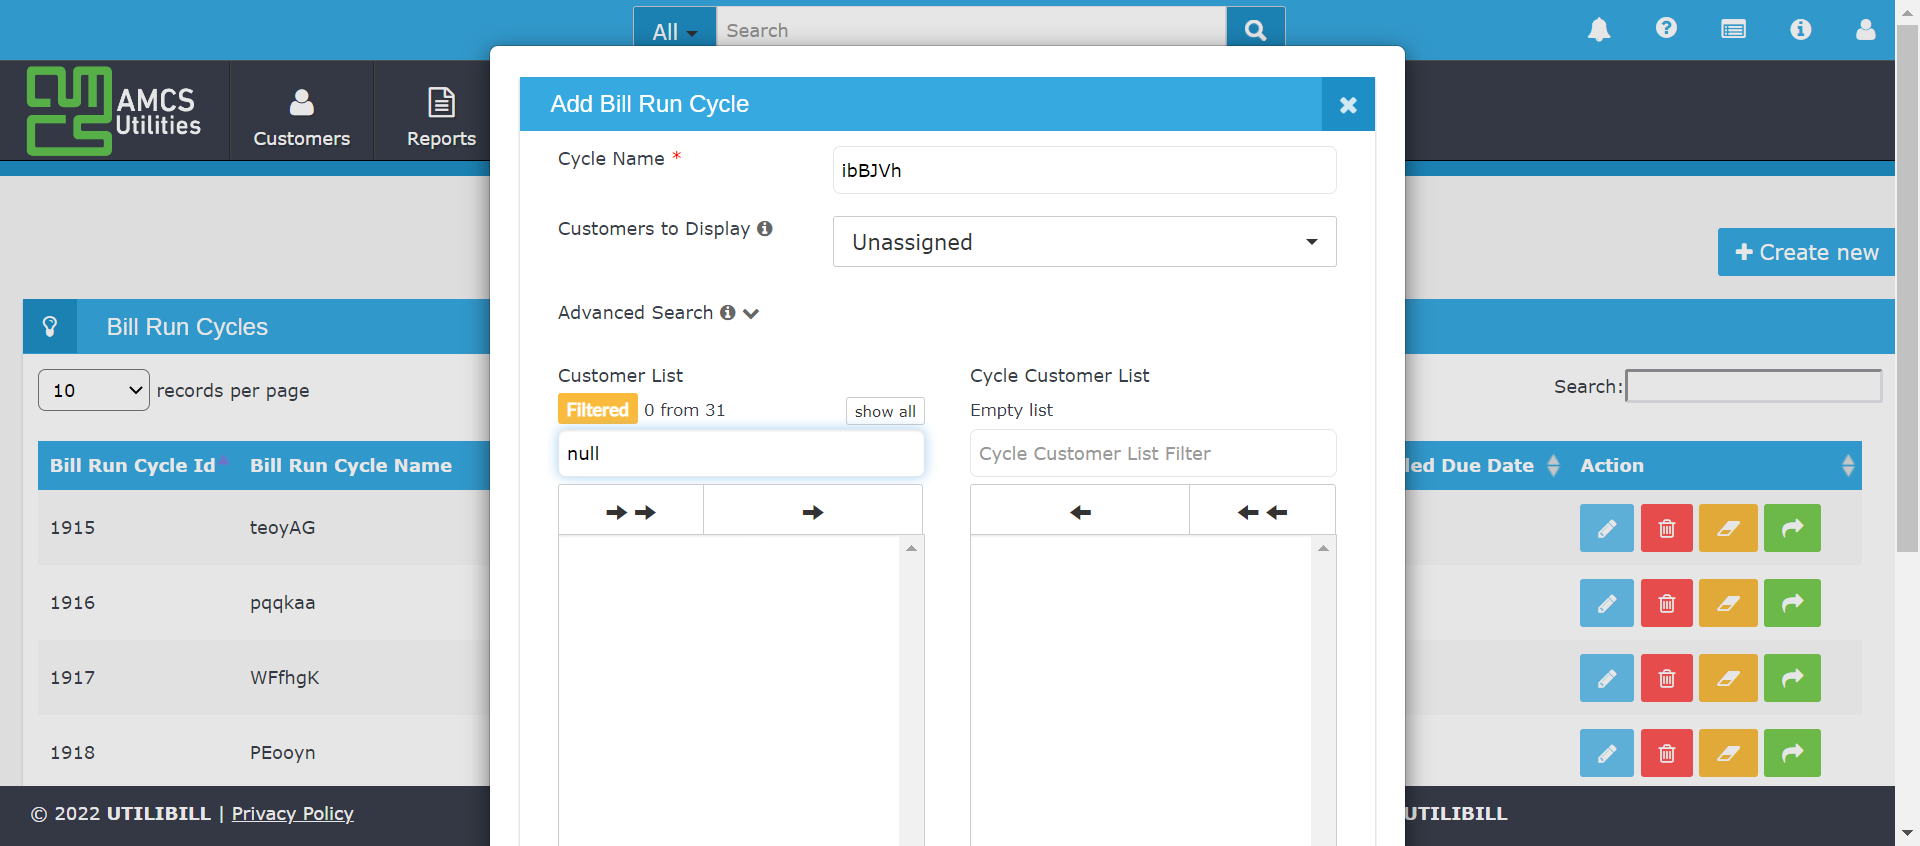 All
Search
AMCS
Utilities
Customers
Reports
Add Bill Run Cycle
Cycle Name *
ibBJVh
Customers to Display
Unassigned
Create new
Advanced Search
Bill Run Cycles
10
records per page
Search:
Customer List
Filtered 0 from 31
show all
null
Cycle Customer List
Empty list
Cycle Customer List Filter
Bill Run Cycle Id
Bill Run Cycle Name
Due Date
Action
1915
teoyAG
1916
pqqkaa
1917
WFfhgK
1918
PEooyn
© 2022 UTILIBILL | Privacy Policy
UTILIBILL